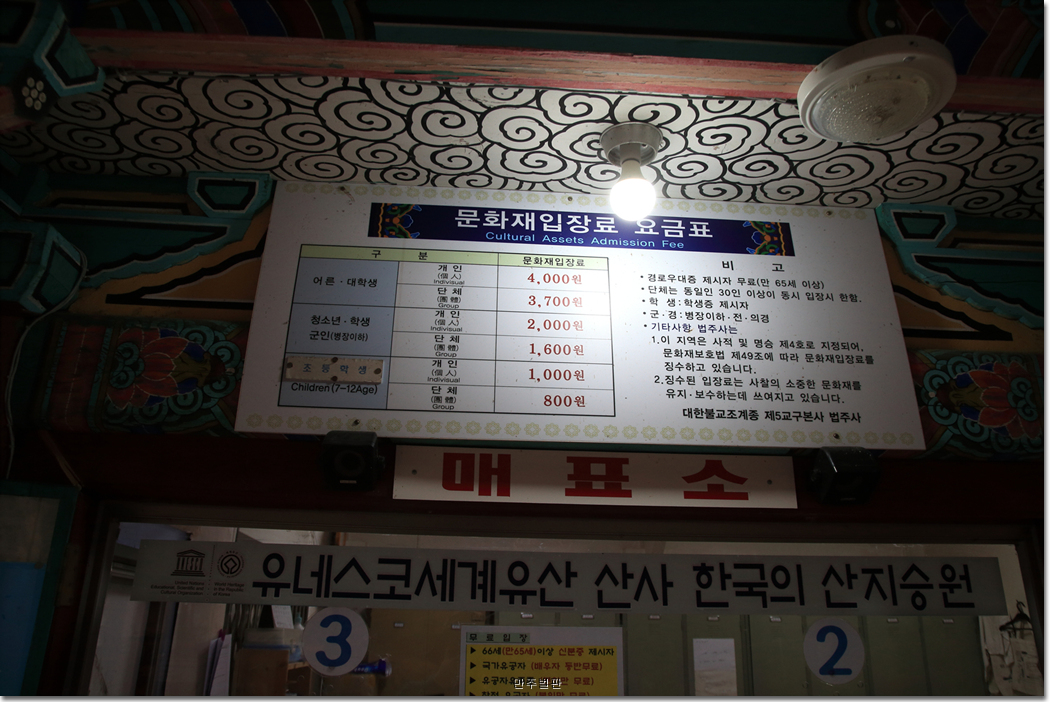 문화재입장료 요금표
Cultural Assets Admission Fee
구 분 문화재입장료
어른 · 대학생
개 인
(個 人)
Indivisual
4,000원
단 체
(團 體)
Group
3,700원
청소년 · 학생
군인(병장이하)
개 인
(個 人)
Indivisual
2,000원
단 체
(團 體)
Group
1,600원
초 등 학 생
Children (7~12Age)
개 인
(個 人)
Indivisual
1,000원
단 체
(團 體)
Group
800원
비 고
* 경로우대증 제시자 무료(만 65세 이상)
* 단체는 동일인 30인 이상이 동시 입장시 한함.
* 학 생 : 학생증 제시자
* 군 · 경 : 병장이하 · 전 · 의경
* 기타사항 법주사는
1.이 지역은 사적 및 명승 제4호로 지정되어,
문화재보호법 제49조에 따라 문화재입장료를
징수하고 있습니다.
2.징수된 입장료는 사찰의 소중한 문화재를
유지 · 보수하는데 쓰여지고 있습니다.
대한불교조계종 제5교구본사 법주사
매 표 소
유네스코세계유산 산사 한국의 산지승원
3
2
무 료 입 장
▶ 66세(만65세)이상 신분증 제시자
▶ 국가유공자 (배우자 동반무료)
▶ 유공자유
만주벌판